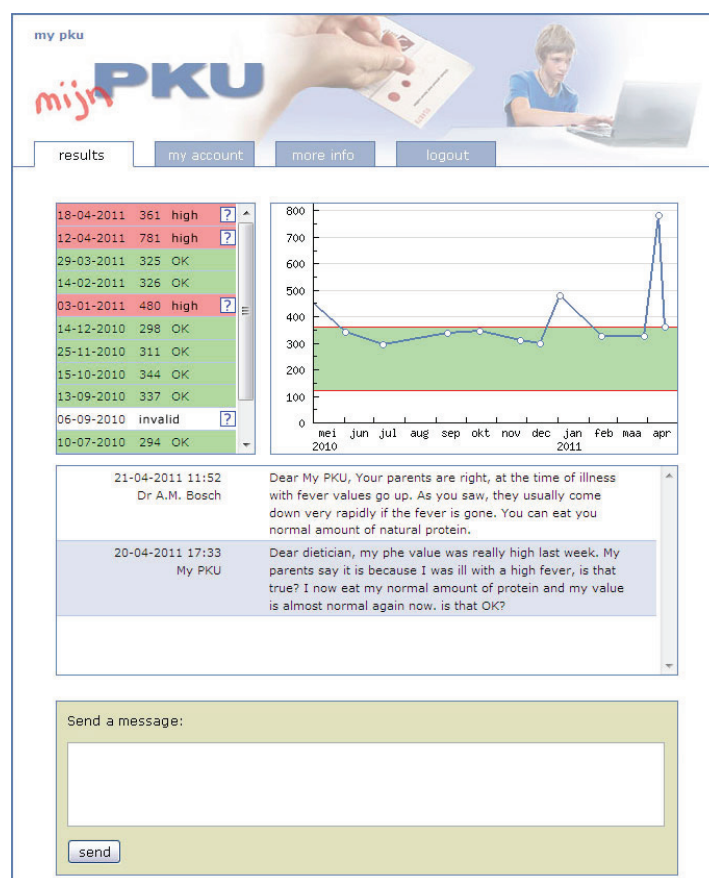 my pku
mijn PKU
results
my account
more info
logout
18-04-2011 361 high ?
12-04-2011 781 high ?
29-03-2011 325 OK
14-02-2011 326 OK
03-01-2011 480 high ?
14-12-2010 298 OK
25-11-2010 311 OK
15-10-2010 344 OK
13-09-2010 337 OK
06-09-2010 invalid ?
10-07-2010 294 OK
800
700
600
500
400
300
200
100
0
mei jun jul aug sep okt nov dec jan feb maa apr
2010 2011
21-04-2011 11:52
Dr A.M. Bosch
Dear My PKU, Your parents are right, at the time of illness
with fever values go up. As you saw, they usually come
down very rapidly if the fever is gone. You can eat you
normal amount of natural protein.
20-04-2011 17:33
My PKU
Dear dietician, my phe value was really high last week. My
parents say it is because I was ill with a high fever, is that
true? I now eat my normal amount of protein and my value
is almost normal again now. is that OK?
Send a message:
send